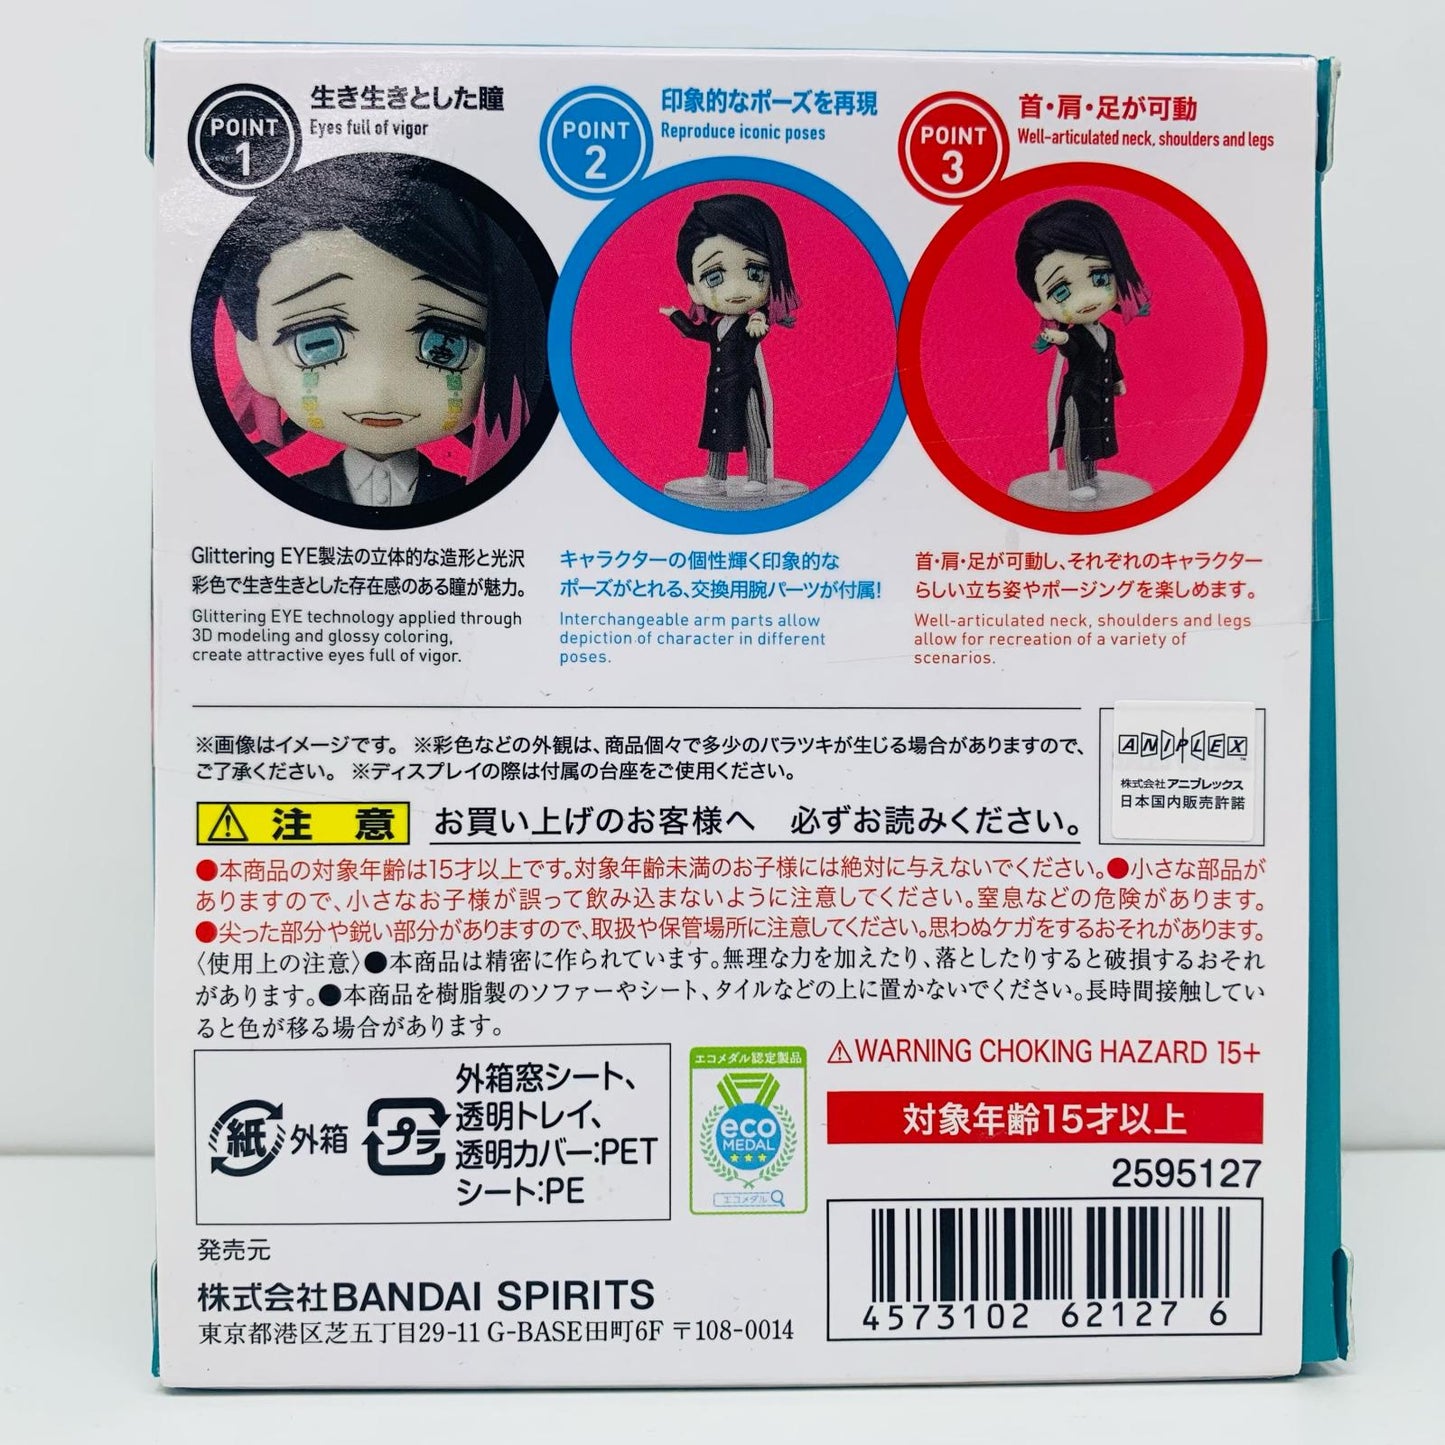 POINT
1
生き生きとした瞳
Eyes full of vigor
POINT
2
印象的なポーズを再現
Reproduce iconic poses
POINT
3
首・肩・足が可動
Well-articulated neck, shoulders and legs
Glittering EYE製法の立体的な造形と光沢
彩色で生き生きとした存在感のある瞳が魅力。
Glittering EYE technology applied through
3D modeling and glossy coloring,
create attractive eyes full of vigor.
キャラクターの個性輝く印象的な
ポーズがとれる、交換用腕パーツが付属!
Interchangeable arm parts allow
depiction of character in different
poses.
首・肩・足が可動し、それぞれのキャラクター
らしい立ち姿やポージングを楽しめます。
Well-articulated neck, shoulders and legs
allow for recreation of a variety of
scenarios.
※画像はイメージです。 ※彩色などの外観は、商品個々で多少のバラツキが生じる場合がありますので、
ご了承ください。 ※ディスプレイの際は付属の台座をご使用ください。
ANIPLEX
株式会社 アニプレックス
日本国内販売許諾
注 意 お買い上げのお客様へ 必ずお読みください。
●本商品の対象年齢は15才以上です。対象年齢未満のお子様には絶対に与えないでください。●小さな部品が
ありますので、小さなお子様が誤って飲み込まないように注意してください。窒息などの危険があります。
●尖った部分や鋭い部分がありますので、取扱や保管場所に注意してください。思わぬケガをするおそれがあります。
〈使用上の注意〉●本商品は精密に作られています。無理な力を加えたり、落としたりすると破損するおそれ
があります。●本商品を樹脂製のソファーやシート、タイルなどの上に置かないでください。長時間接触してい
ると色が移る場合があります。
紙 外箱
プラ
外箱窓シート、
透明トレイ、
透明カバー:PET
シート:PE
エコメダル認定製品
eco
MEDAL
エコメダル
⚠WARNING CHOKING HAZARD 15+
対象年齢15才以上
2595127
4573102 62127 6
発売元
株式会社BANDAI SPIRITS
東京都港区芝五丁目29-11 G-BASE田町6F 〒108-0014